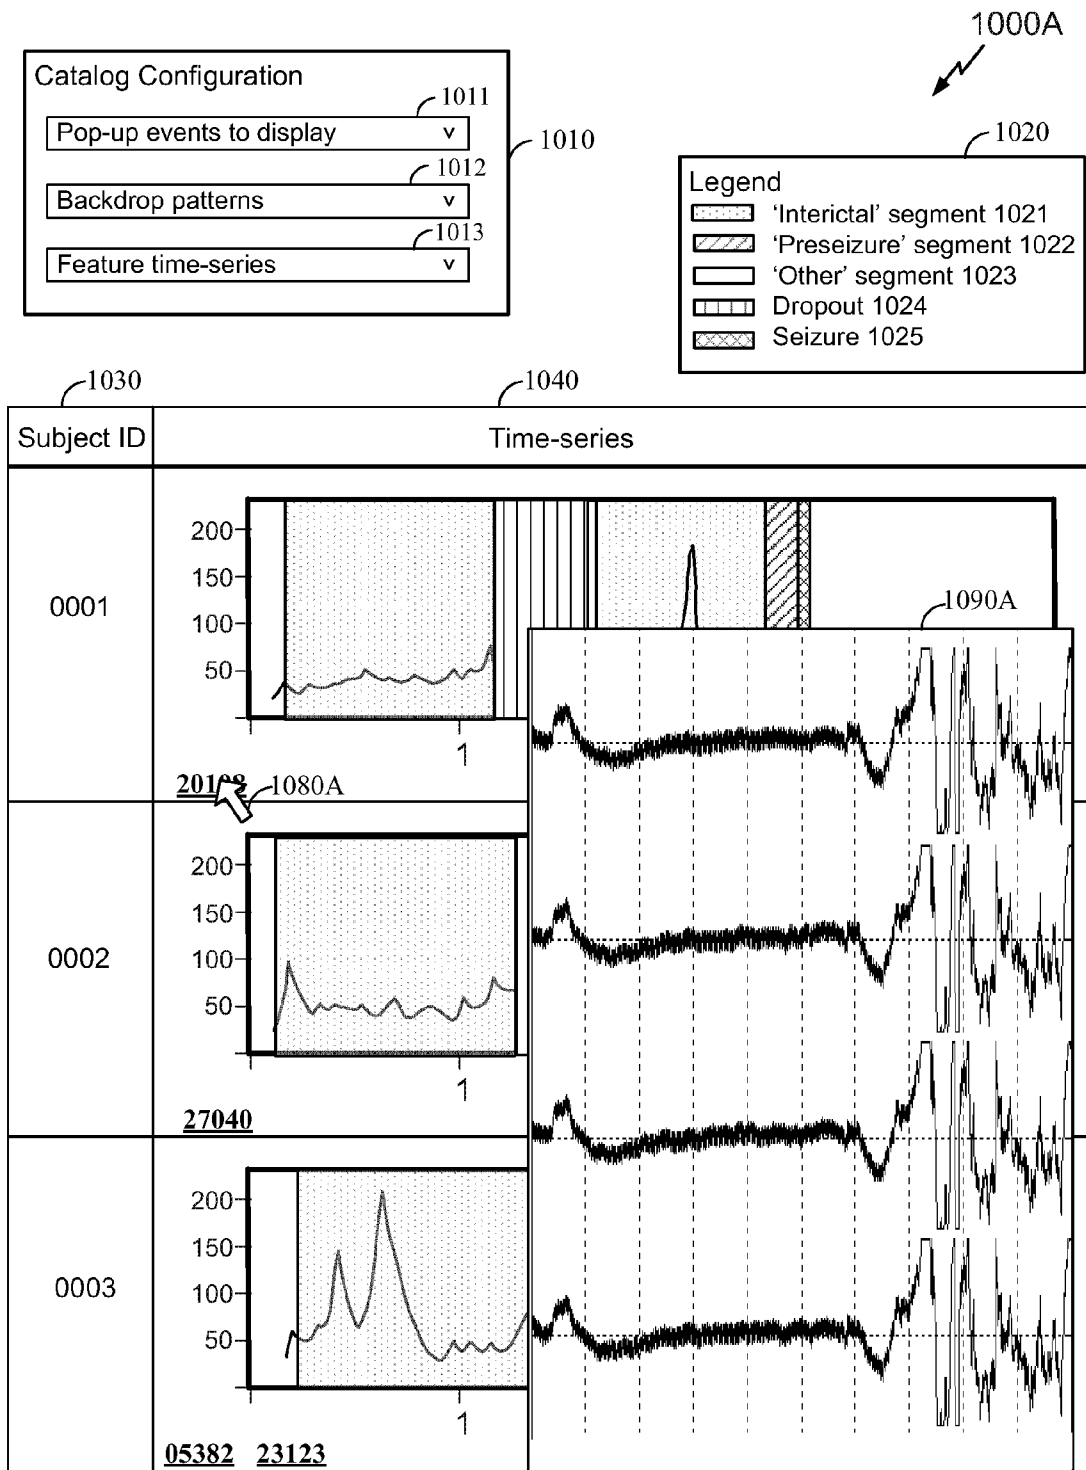 1000A
Catalog Configuration
1011
Pop-up events to display v
1010
1012
Backdrop patterns v
1013
Feature time-series v
1020
Legend
'Interictal' segment 1021
'Preseizure' segment 1022
'Other' segment 1023
Dropout 1024
Seizure 1025
1030
1040
Subject ID
Time-series
0001
200
150
100
50
1
1090A
1080A
0002
200
150
100
50
1
27040
0003
200
150
100
50
1
05382 23123